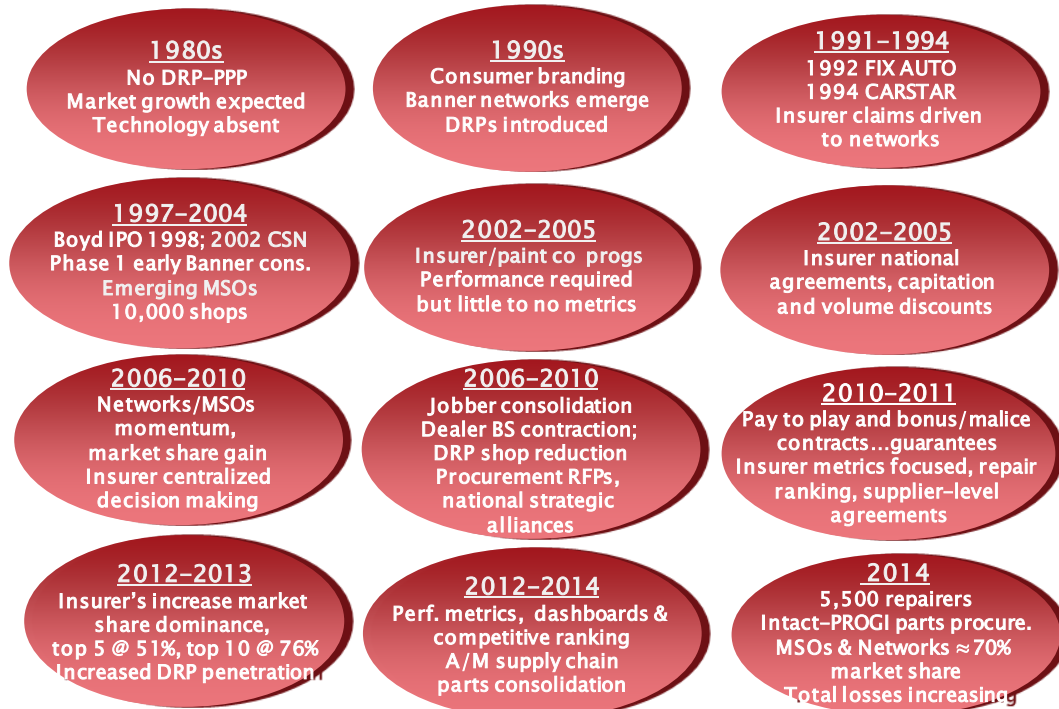 1980s
No DRP-PPP
Market growth expected
Technology absent
1990s
Consumer branding
Banner networks emerge
DRPs introduced
1991-1994
1992 FIX AUTO
1994 CARSTAR
Insurer claims driven
to networks
1997-2004
Boyd IPO 1998; 2002 CSN
Phase 1 early Banner cons.
Emerging MSOs
10,000 shops
2002-2005
Insurer/paint co progs
Performance required
but little to no metrics
2002-2005
Insurer national
agreements, capitation
and volume discounts
2006-2010
Networks/MSOs
momentum,
market share gain
Insurer centralized
decision making
2006-2010
Jobber consolidation
Dealer BS contraction;
DRP shop reduction
Procurement RFPs,
national strategic
alliances
2010-2011
Pay to play and bonus/malice
contracts...guarantees
Insurer metrics focused, repair
ranking, supplier-level
agreements
2012-2013
Insurer's increase market
share dominance,
top 5 @ 51%, top 10 @ 76%
Increased DRP penetration.
2012-2014
Perf. metrics, dashboards &
competitive ranking
A/M supply chain
parts consolidation
2014
5,500 repairers
Intact-PROGI parts procure.
MSOs & Networks ≈70%
market share
Total losses increasing.